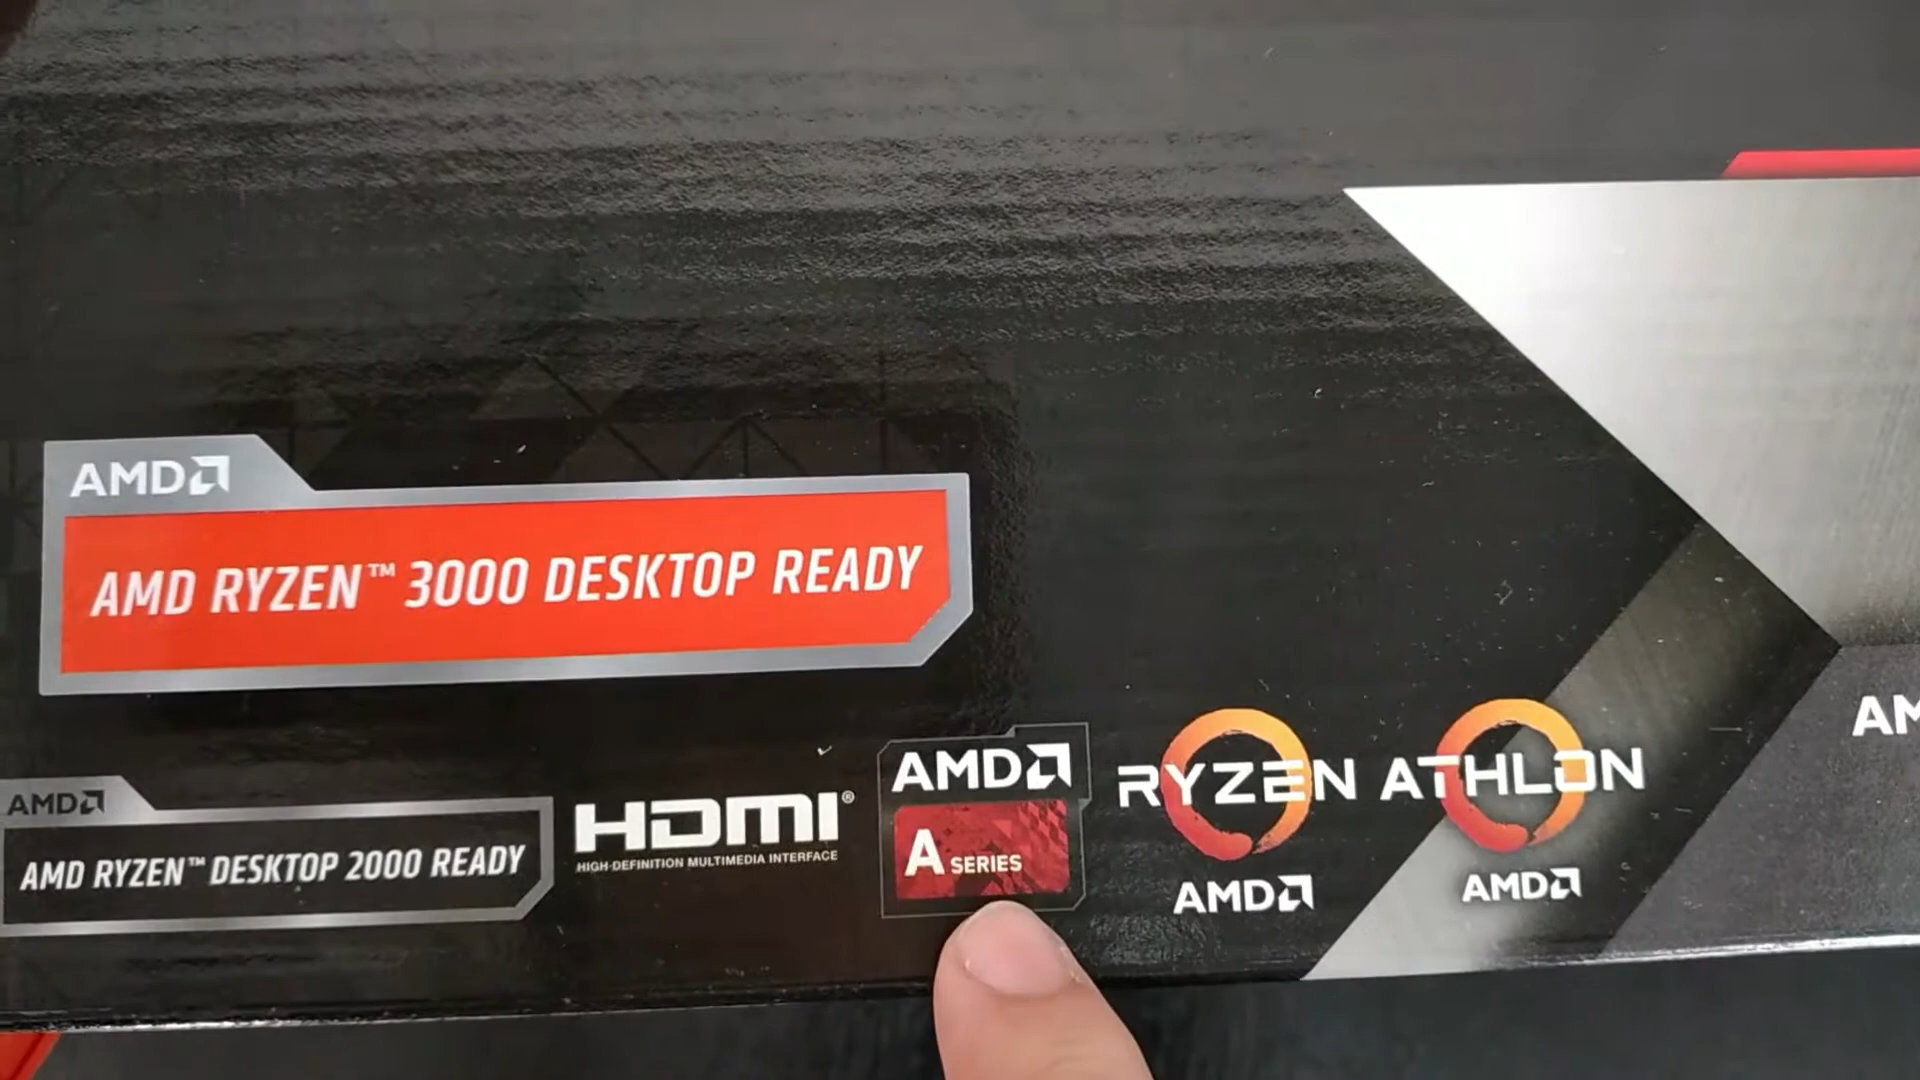 AMD
AMD RYZEN™ 3000 DESKTOP READY
AMD
AMD RYZEN™ DESKTOP 2000 READY
HDMI®
HIGH-DEFINITION MULTIMEDIA INTERFACE
AMD
A SERIES
RYZEN
AMD
ATHLON
AMD